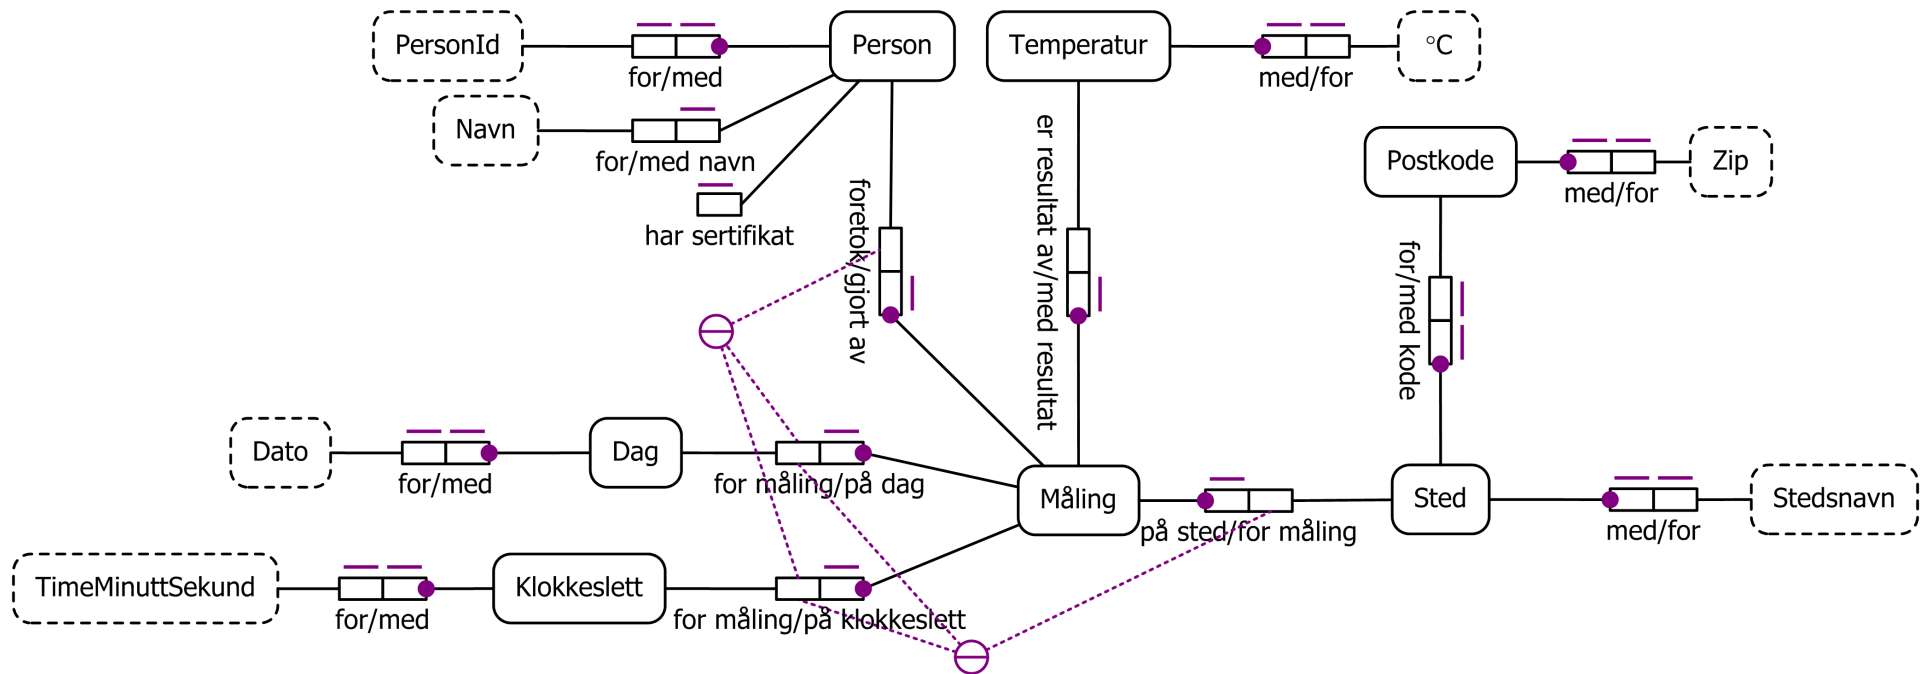 PersonId
for/med
Person
Temperatur
med/for
°C
Navn
for/med navn
har sertifikat
foretok/gjort av
er resultat av/med resultat
Postkode
med/for
Zip
for/med kode
Dato
for/med
Dag
for måling/på dag
Måling
på sted/for måling
Sted
med/for
Stedsnavn
TimeMinuttSekund
for/med
Klokkeslett
for måling/på klokkeslett